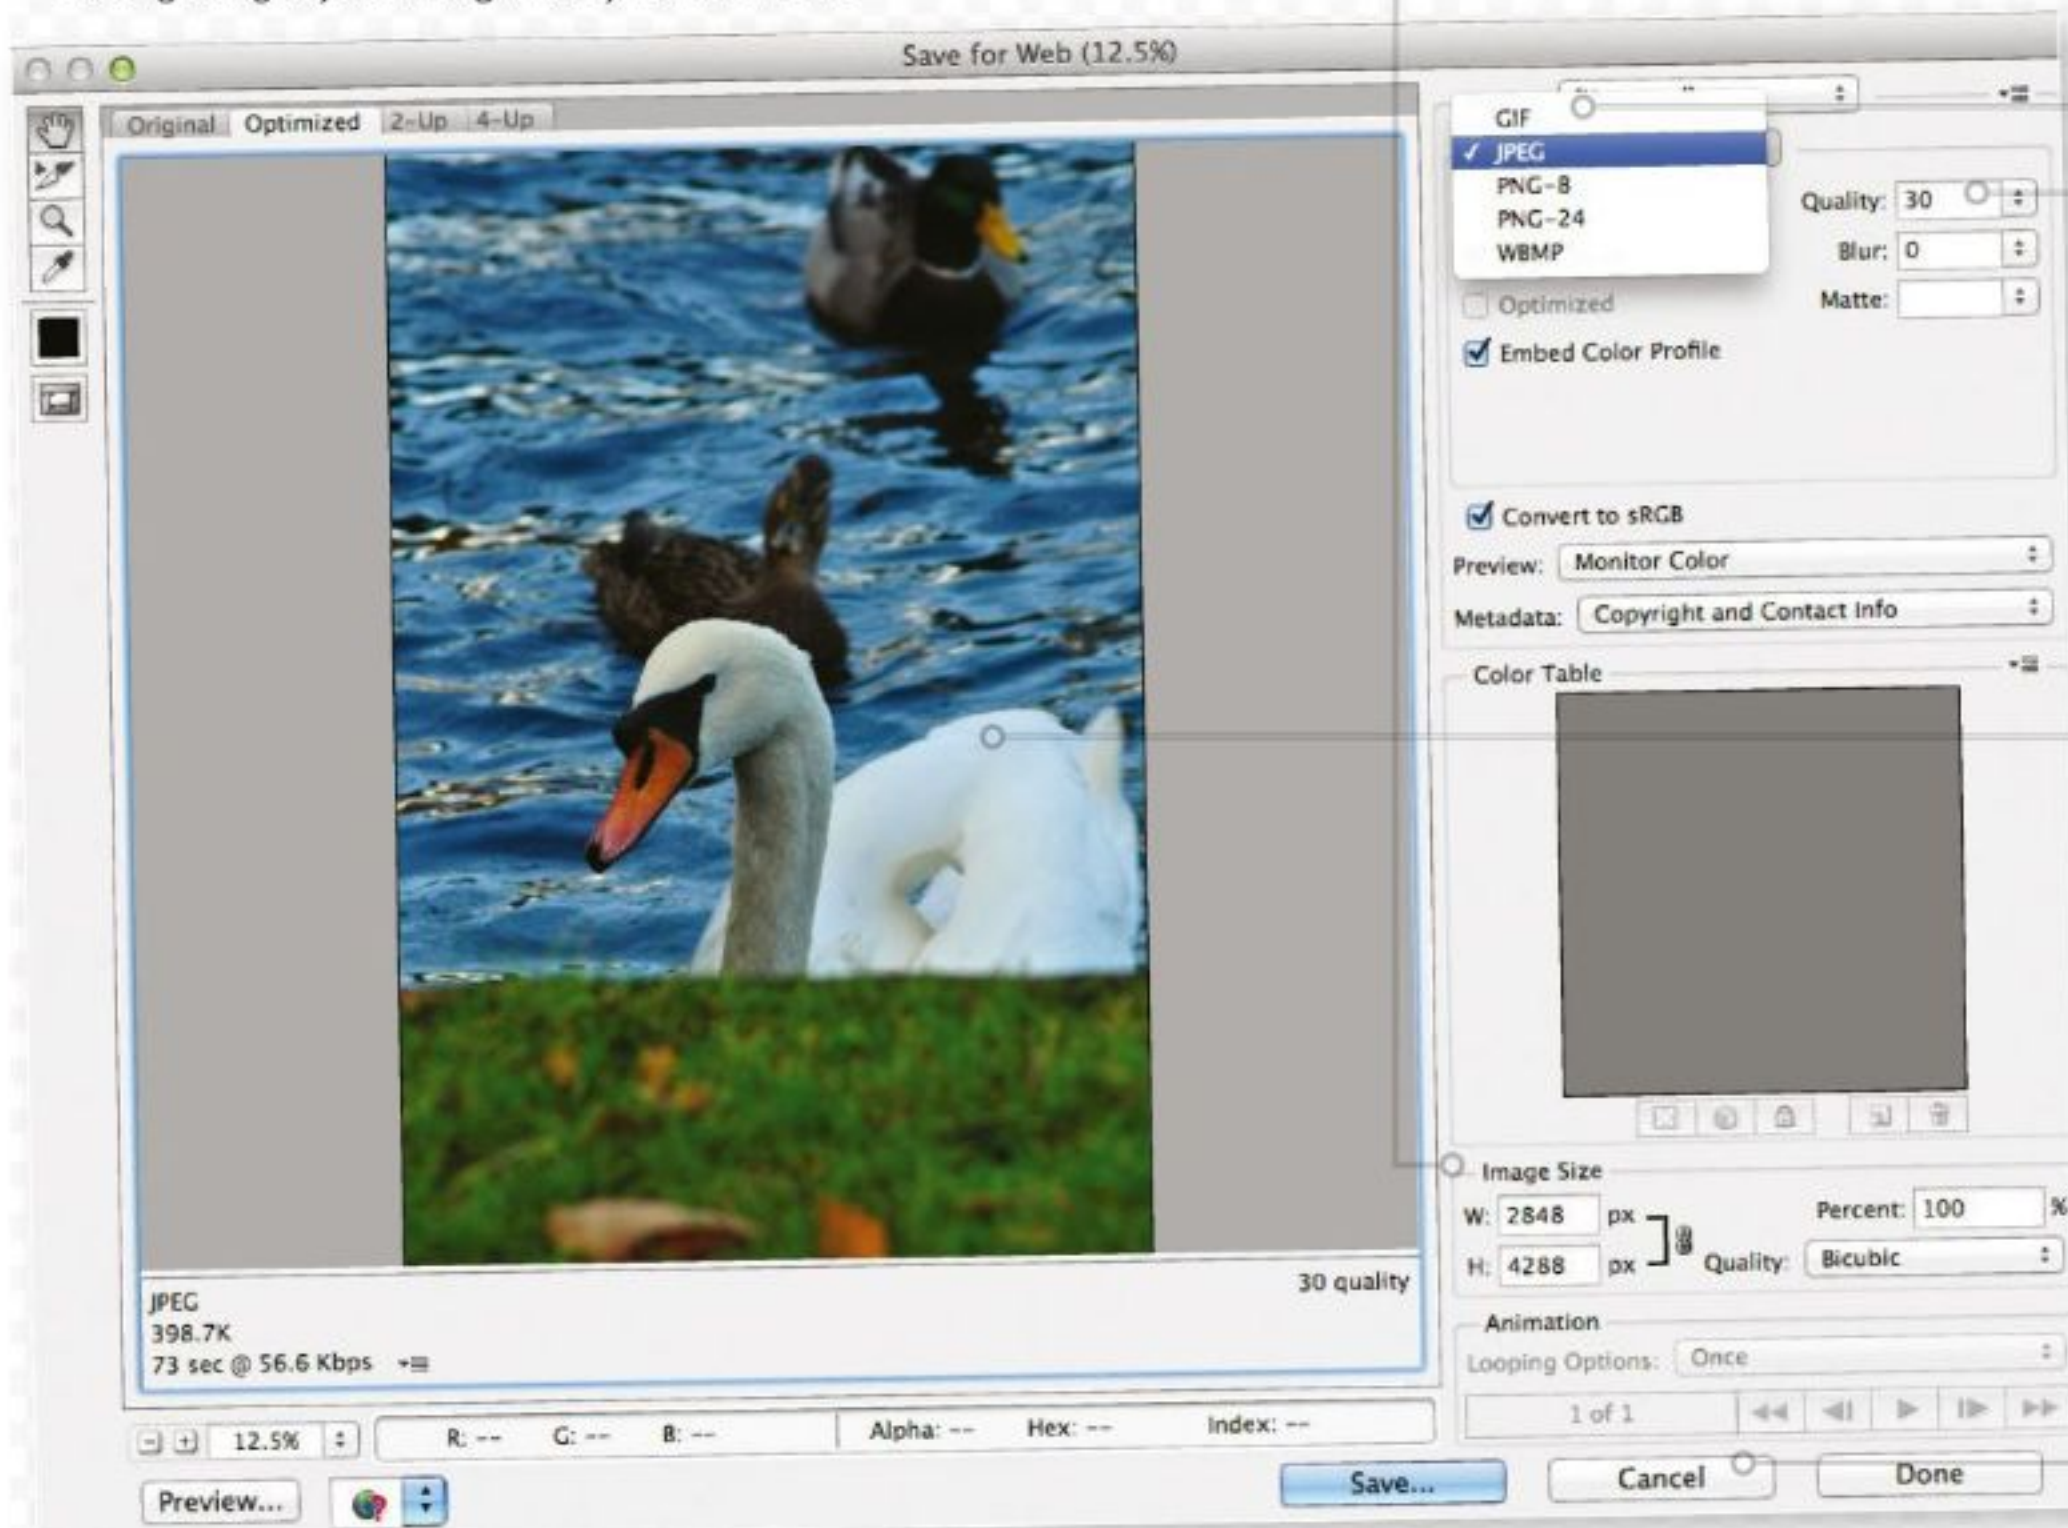 Save for Web (12.5%)
Original Optimized 2-Up 4-Up
GIF
✓ JPEG
PNG-8
PNG-24
WBMP
Quality: 30
Blur: 0
Matte:
Optimized
Embed Color Profile
Convert to sRGB
Preview: Monitor Color
Metadata: Copyright and Contact Info
Color Table
Image Size
W: 2848 px
H: 4288 px
Percent: 100 %
Quality: Bicubic
Animation
Looping Options: Once
1 of 1
JPEG
398.7K
73 sec @ 56.6 Kbps
30 quality
12.5%
R: -- G: -- B: --
Alpha: -- Hex: -- Index: --
Preview...
Save... Cancel Done